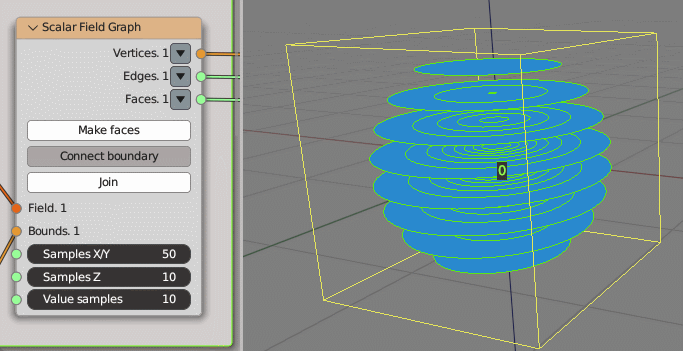 Scalar Field Graph
Vertices. 1
Edges. 1
Faces. 1
Make faces
Connect boundary
Join
Field. 1
Bounds. 1
Samples X/Y 50
Samples Z 10
Value samples 10
0